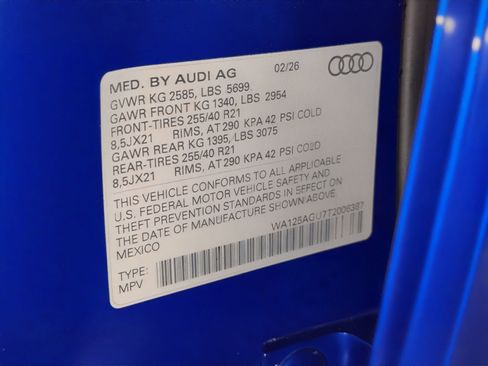 MFD. BY AUDI AG 02/26
GVWR KG 2585, LBS 5699
GAWR FRONT KG 1340, LBS 2954
FRONT-TIRES 255/40 R21
8,5JX21 RIMS, AT 290 KPA 42 PSI COLD
GAWR REAR KG 1395, LBS 3075
REAR-TIRES 255/40 R21
8,5JX21 RIMS, AT 290 KPA 42 PSI COLD
THIS VEHICLE CONFORMS TO ALL APPLICABLE
U.S. FEDERAL MOTOR VEHICLE SAFETY AND
THEFT PREVENTION STANDARDS IN EFFECT ON
THE DATE OF MANUFACTURE SHOWN ABOVE.
MEXICO WA125AGU7T2006387
TYPE:
MPV